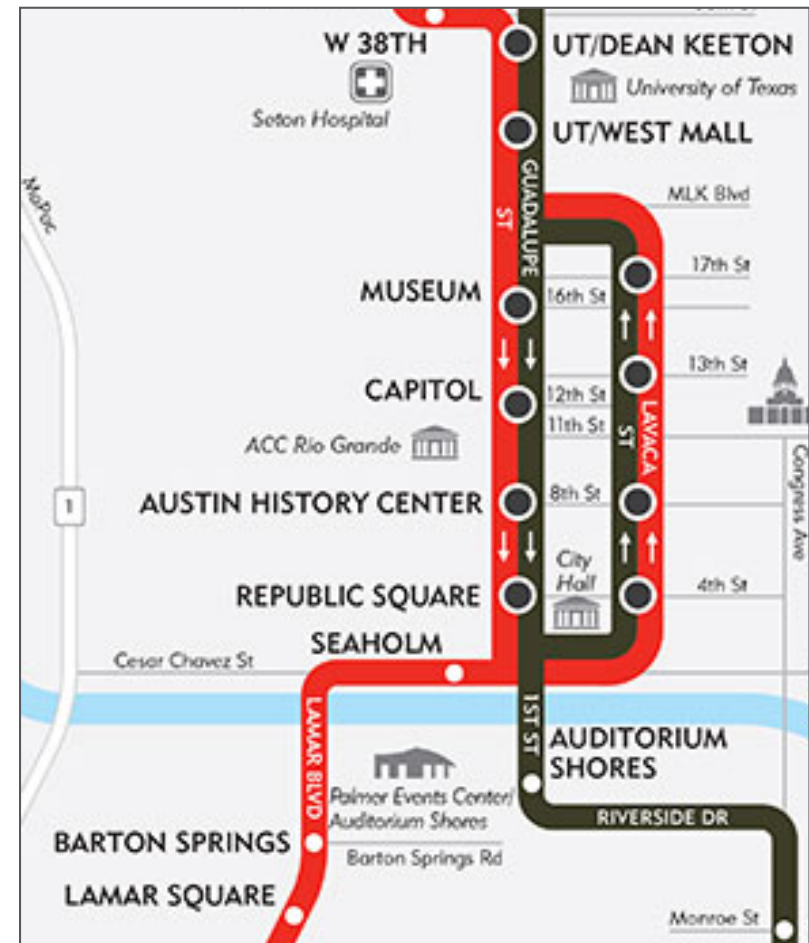 W 38TH
UT/DEAN KEETON
University of Texas
Seton Hospital
UT/WEST MALL
MoPac
GUADALUPE
ST
MLK Blvd
17th St
MUSEUM
16th St
13th St
CAPITOL
12th St
LAVACA
ST
11th St
ACC Rio Grande
Congress Ave
1
AUSTIN HISTORY CENTER
8th St
City
Hall
REPUBLIC SQUARE
4th St
SEAHOLM
Cesar Chavez St
LAMAR BLVD
1ST ST
AUDITORIUM
SHORES
Palmer Events Center/
Auditorium Shores
RIVERSIDE DR
BARTON SPRINGS
Barton Springs Rd
LAMAR SQUARE
Monroe St